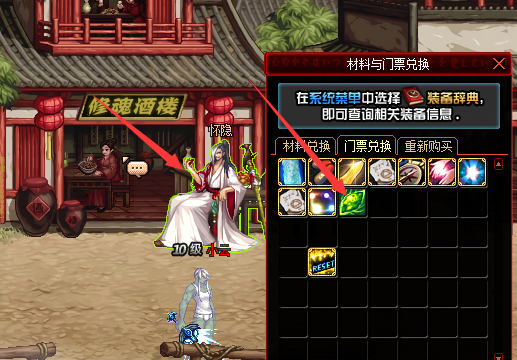 材料与门票兑换
在系统菜单中选择 装备辞典，
即可查询相关装备信息．
材料兑换 门票兑换 重新购买
修魂酒楼
怀隐
10 级 小云
RESET